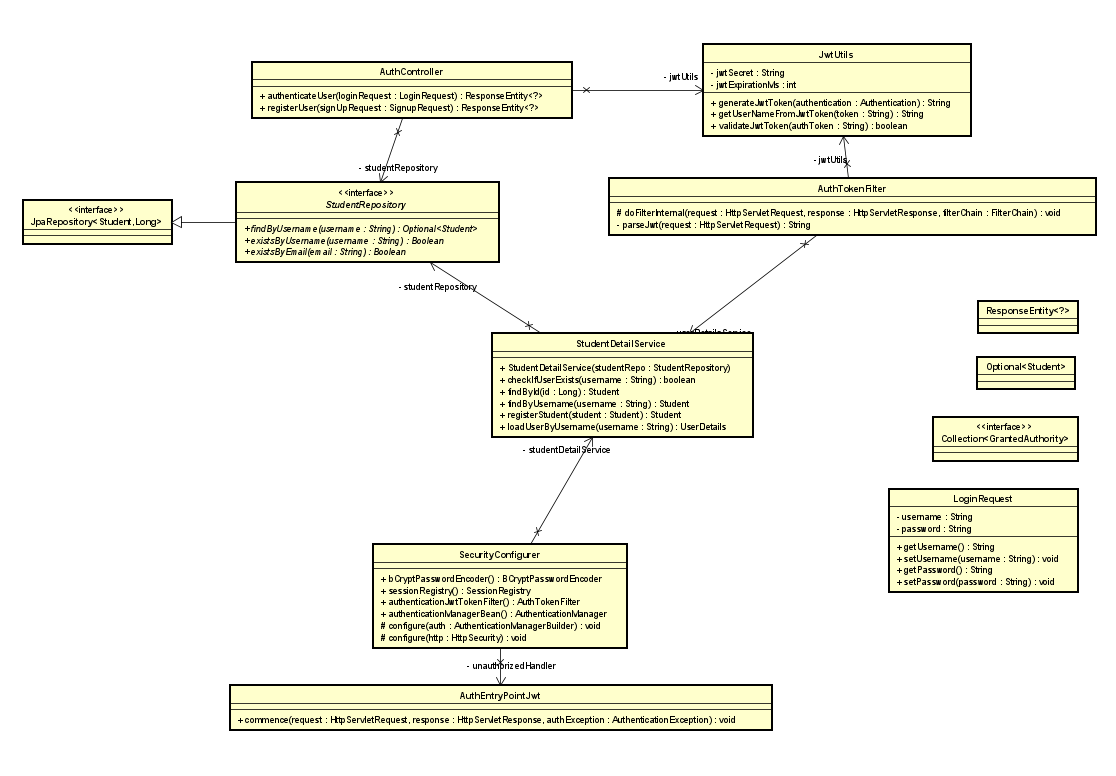 AuthController
+ authenticateUser(loginRequest : LoginRequest) : ResponseEntity<?>
+ registerUser(signUpRequest : SignupRequest) : ResponseEntity<?>
- jwtUtils
JwtUtils
- jwtSecret : String
- jwtExpirationMs : int
+ generateJwtToken(authentication : Authentication) : String
+ getUserNameFromJwtToken(token : String) : String
+ validateJwtToken(authToken : String) : boolean
- studentRepository
- jwtUtils
<<interface>>
JpaRepository<Student,Long>
<<interface>>
StudentRepository
+findByUsername(username : String) : Optional<Student>
+existsByUsername(username : String) : Boolean
+existsByEmail(email : String) : Boolean
AuthTokenFilter
# doFilterInternal(request : HttpServletRequest, response : HttpServletResponse, filterChain : FilterChain) : void
- parseJwt(request : HttpServletRequest) : String
- studentRepository
StudentDetailService
+ StudentDetailService(studentRepo : StudentRepository)
+ checkIfUserExists(username : String) : boolean
+ findById(id : Long) : Student
+ findByUsername(username : String) : Student
+ registerStudent(student : Student) : Student
+ loadUserByUsername(username : String) : UserDetails
- studentDetailService
ResponseEntity<?>
Optional<Student>
<<interface>>
Collection<GrantedAuthority>
LoginRequest
- username : String
- password : String
+ getUsername() : String
+ setUsername(username : String) : void
+ getPassword() : String
+ setPassword(password : String) : void
SecurityConfigurer
+ bCryptPasswordEncoder() : BCryptPasswordEncoder
+ sessionRegistry() : SessionRegistry
+ authenticationJwtTokenFilter() : AuthTokenFilter
+ authenticationManagerBean() : AuthenticationManager
# configure(auth : AuthenticationManagerBuilder) : void
# configure(http : HttpSecurity) : void
- unauthorizedHandler
AuthEntryPointJwt
+ commence(request : HttpServletRequest, response : HttpServletResponse, authException : AuthenticationException) : void